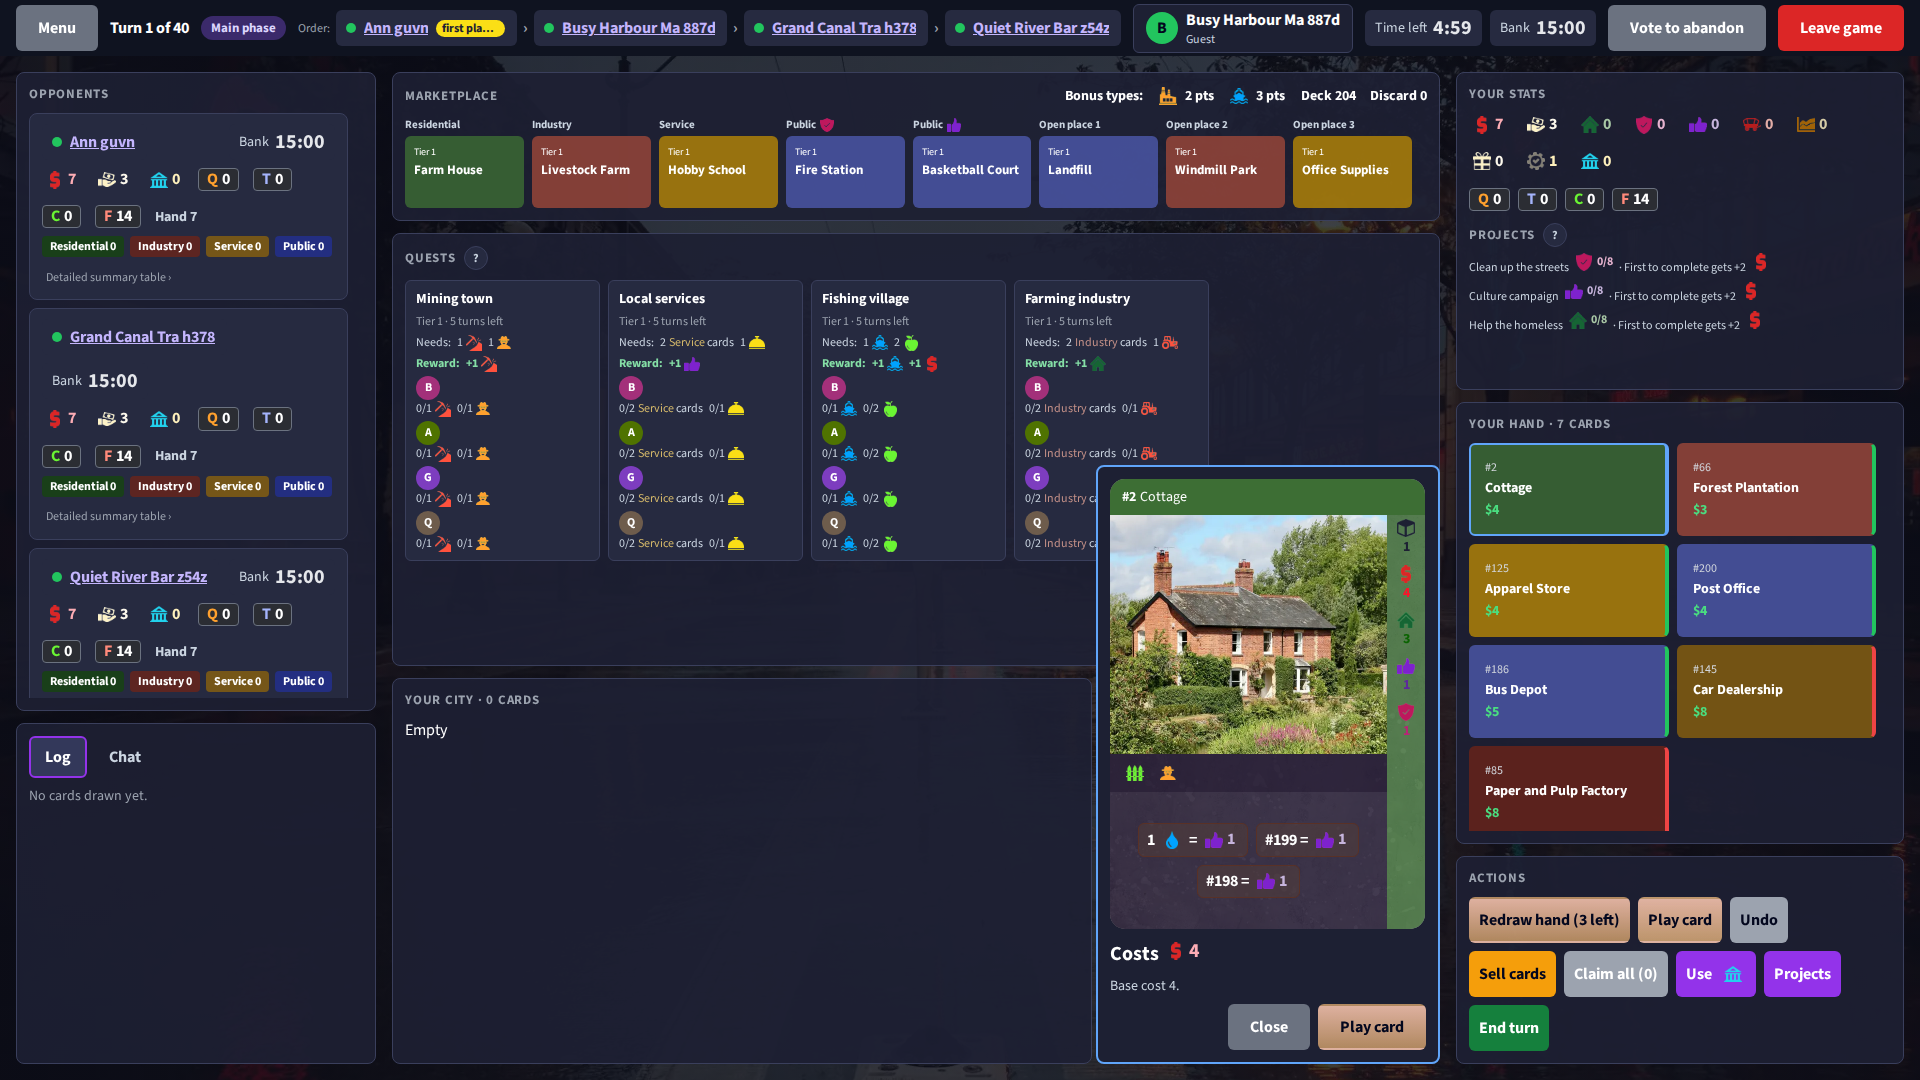 Menu
Turn 1 of 40
Main phase
Order:
Ann guvn
first pla...
›
Busy Harbour Ma 887d
›
Grand Canal Tra h378
›
Quiet River Bar z54z
B
Busy Harbour Ma 887d
Guest
Time left 4:59
Bank 15:00
Vote to abandon
Leave game
OPPONENTS
Ann guvn
Bank 15:00
7 3 0 Q 0 T 0
C 0 F 14 Hand 7
Residential 0 Industry 0 Service 0 Public 0
Detailed summary table ›
Grand Canal Tra h378
Bank 15:00
7 3 0 Q 0 T 0
C 0 F 14 Hand 7
Residential 0 Industry 0 Service 0 Public 0
Detailed summary table ›
Quiet River Bar z54z
Bank 15:00
7 3 0 Q 0 T 0
C 0 F 14 Hand 7
Residential 0 Industry 0 Service 0 Public 0
Log
Chat
No cards drawn yet.
MARKETPLACE
Bonus types: 2 pts 3 pts Deck 204 Discard 0
Residential
Tier 1
Farm House
Industry
Tier 1
Livestock Farm
Service
Tier 1
Hobby School
Public
Tier 1
Fire Station
Public
Tier 1
Basketball Court
Open place 1
Tier 1
Landfill
Open place 2
Tier 1
Windmill Park
Open place 3
Tier 1
Office Supplies
QUESTS ?
Mining town
Tier 1 · 5 turns left
Needs: 1 1
Reward: +1
B
0/1 0/1
A
0/1 0/1
G
0/1 0/1
Q
0/1 0/1
Local services
Tier 1 · 5 turns left
Needs: 2 Service cards 1
Reward: +1
B
0/2 Service cards 0/1
A
0/2 Service cards 0/1
G
0/2 Service cards 0/1
Q
0/2 Service cards 0/1
Fishing village
Tier 1 · 5 turns left
Needs: 1 2
Reward: +1 +1 $
B
0/1 0/2
A
0/1 0/2
G
0/1 0/2
Q
0/1 0/2
Farming industry
Tier 1 · 5 turns left
Needs: 2 Industry cards 1
Reward: +1
B
0/2 Industry cards 0/1
A
0/2 Industry cards 0/1
G
0/2 Industry
Q
0/2 Industry
YOUR CITY · 0 CARDS
Empty
#2 Cottage
1
4
3
1
1
1 = 1
#199 = 1
#198 = 1
Costs $ 4
Base cost 4.
Close
Play card
YOUR STATS
$ 7 3 0 0 0 0 0
0 1 0
Q 0 T 0 C 0 F 14
PROJECTS ?
Clean up the streets 0/8 · First to complete gets +2 $
Culture campaign 0/8 · First to complete gets +2 $
Help the homeless 0/8 · First to complete gets +2 $
YOUR HAND · 7 CARDS
#2
Cottage
$4
#66
Forest Plantation
$3
#125
Apparel Store
$4
#200
Post Office
$4
#186
Bus Depot
$5
#145
Car Dealership
$8
#85
Paper and Pulp Factory
$8
ACTIONS
Redraw hand (3 left)
Play card
Undo
Sell cards
Claim all (0)
Use
Projects
End turn